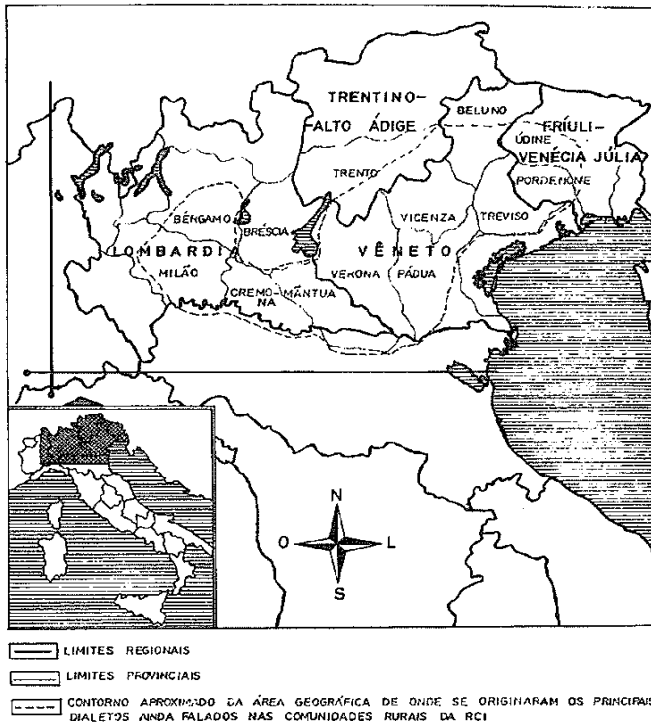 TRENTINO-
ALTO ÁDIGE
BELUNO
FRÍULI-
ÚDINE
VENÉCIA JÚLIA
TRENTO
PORDENONE
BÉRGAMO
BRÉSCIA
VICENZA
TREVISO
LOMBARDI
VÊNETO
MILÃO
VERONA
PÁDUA
CREMO-
NA
MÂNTUA
N
O
L
S
LIMITES REGIONAIS
LIMITES PROVINCIAIS
CONTORNO APROXIMADO DA ÁREA GEOGRÁFICA DE ONDE SE ORIGINARAM OS PRINCIPAIS
DIALETOS AINDA FALADOS NAS COMUNIDADES RURAIS DA RCI